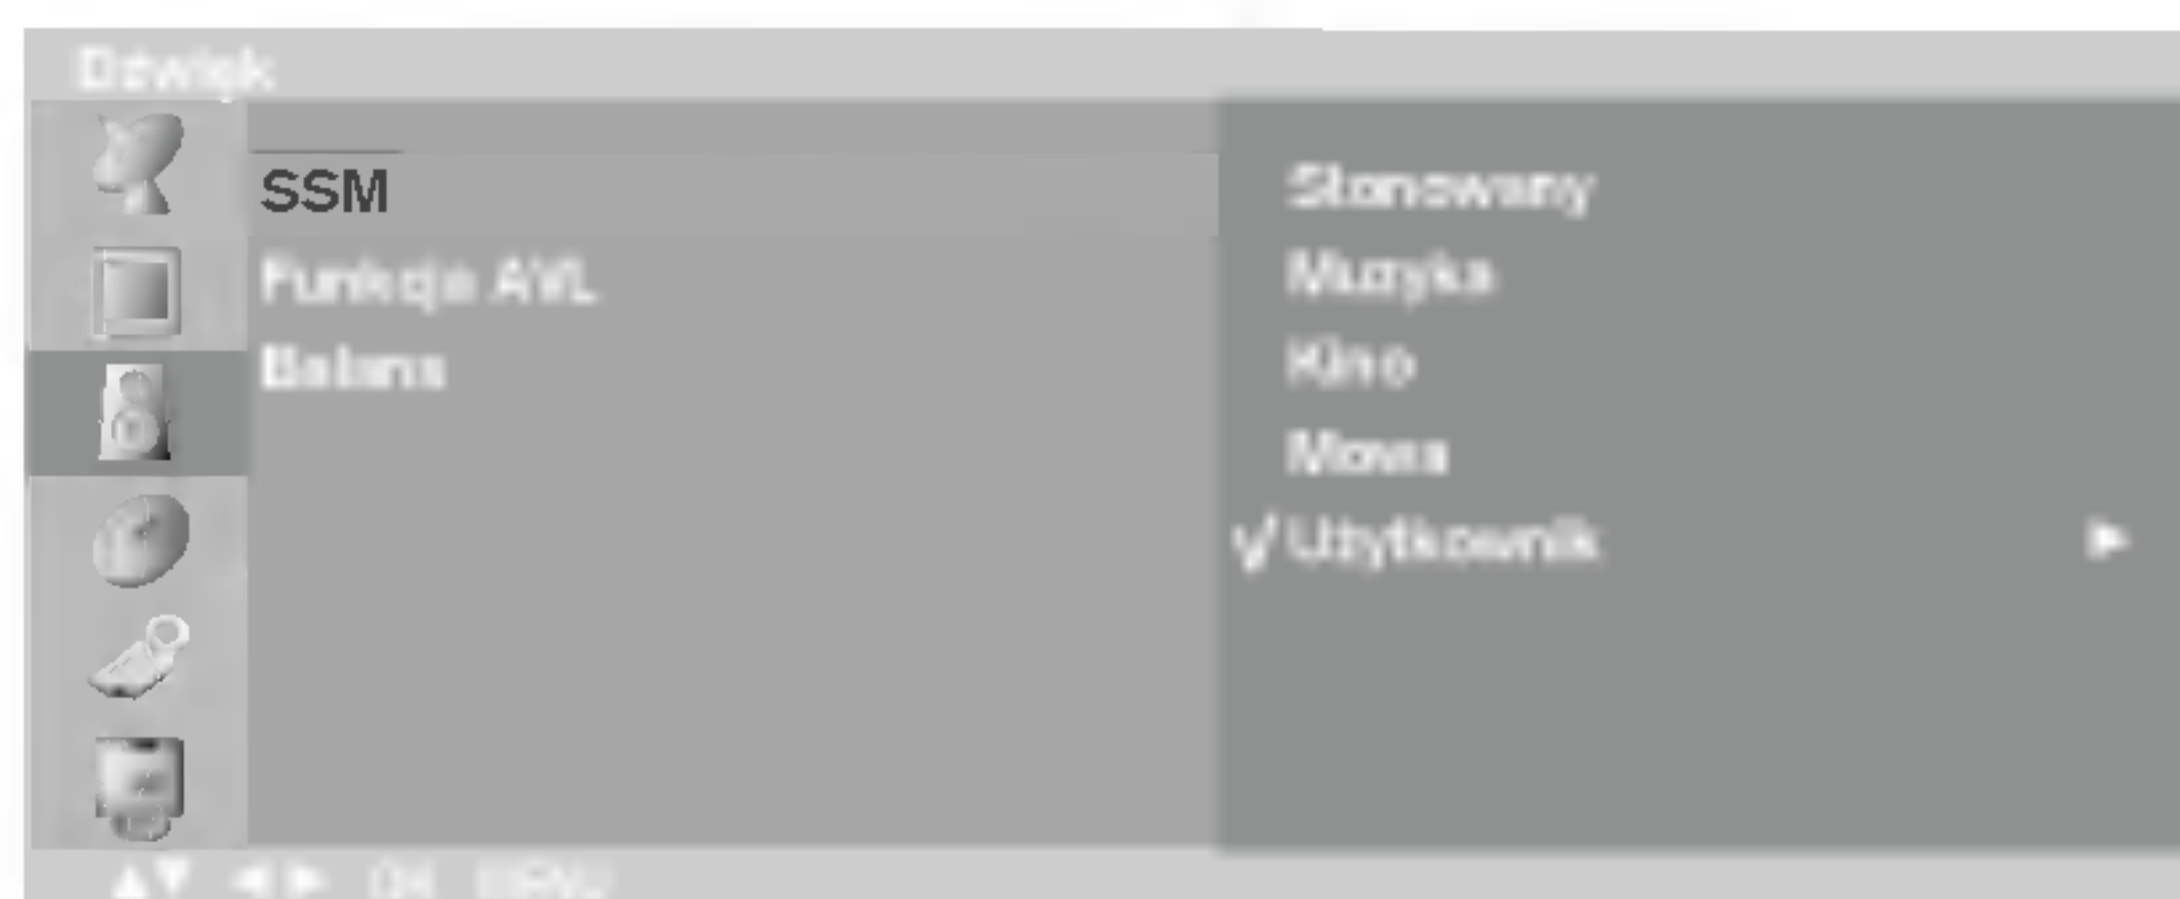 Dźwięk
SSM
Funkcja AVL
Balans
Stonowany
Muzyka
Kino
Mowa
√ Użytkownik ►
▲▼ ◄► OK MENU